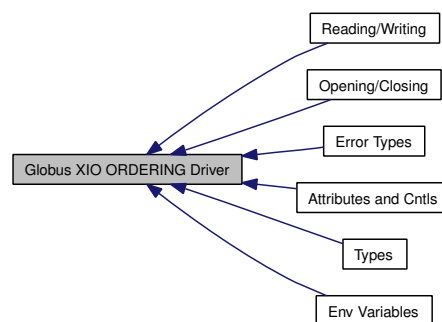 Reading/Writing
Opening/Closing
Error Types
Globus XIO ORDERING Driver
Attributes and Cntls
Types
Env Variables